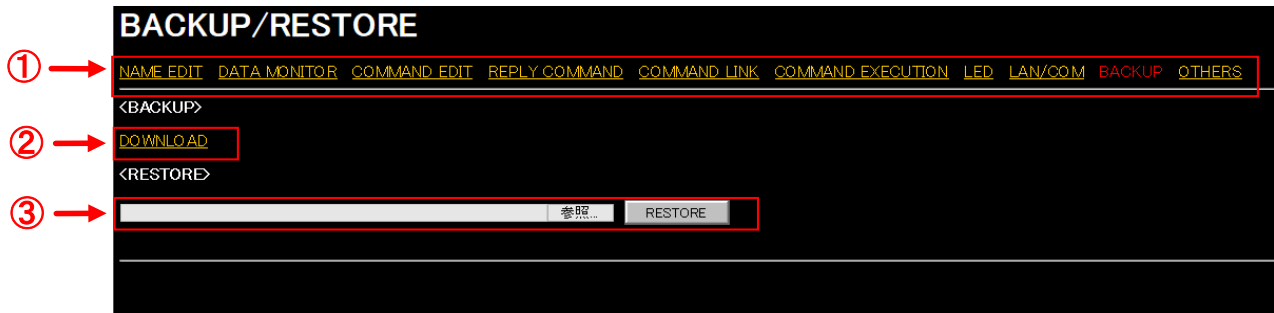 BACKUP/RESTORE
① NAME EDIT DATA MONITOR COMMAND EDIT REPLY COMMAND COMMAND LINK COMMAND EXECUTION LED LAN/COM BACKUP OTHERS
<BACKUP>
② DOWNLOAD
<RESTORE>
③ 参照... RESTORE